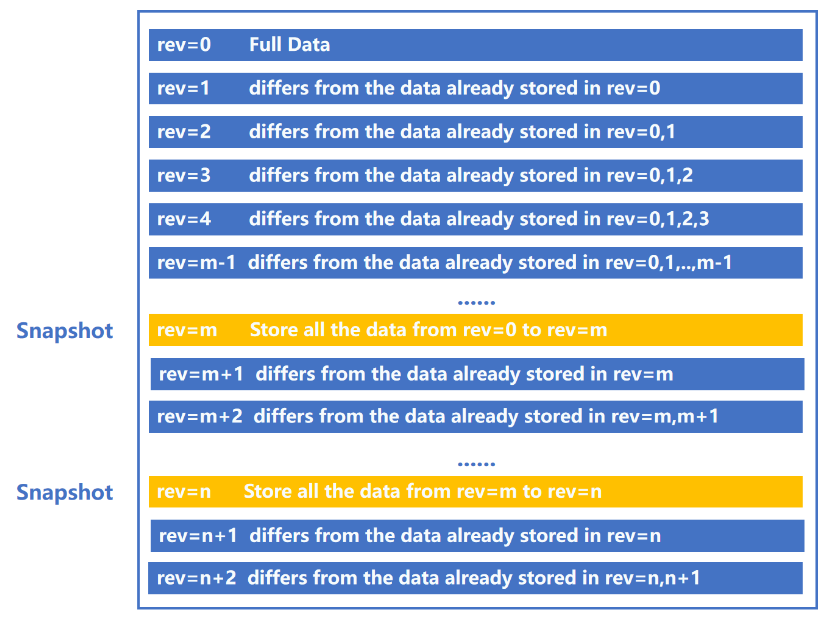 rev=0 Full Data
rev=1 differs from the data already stored in rev=0
rev=2 differs from the data already stored in rev=0,1
rev=3 differs from the data already stored in rev=0,1,2
rev=4 differs from the data already stored in rev=0,1,2,3
rev=m-1 differs from the data already stored in rev=0,1,..,m-1
......
Snapshot rev=m Store all the data from rev=0 to rev=m
rev=m+1 differs from the data already stored in rev=m
rev=m+2 differs from the data already stored in rev=m,m+1
......
Snapshot rev=n Store all the data from rev=m to rev=n
rev=n+1 differs from the data already stored in rev=n
rev=n+2 differs from the data already stored in rev=n,n+1